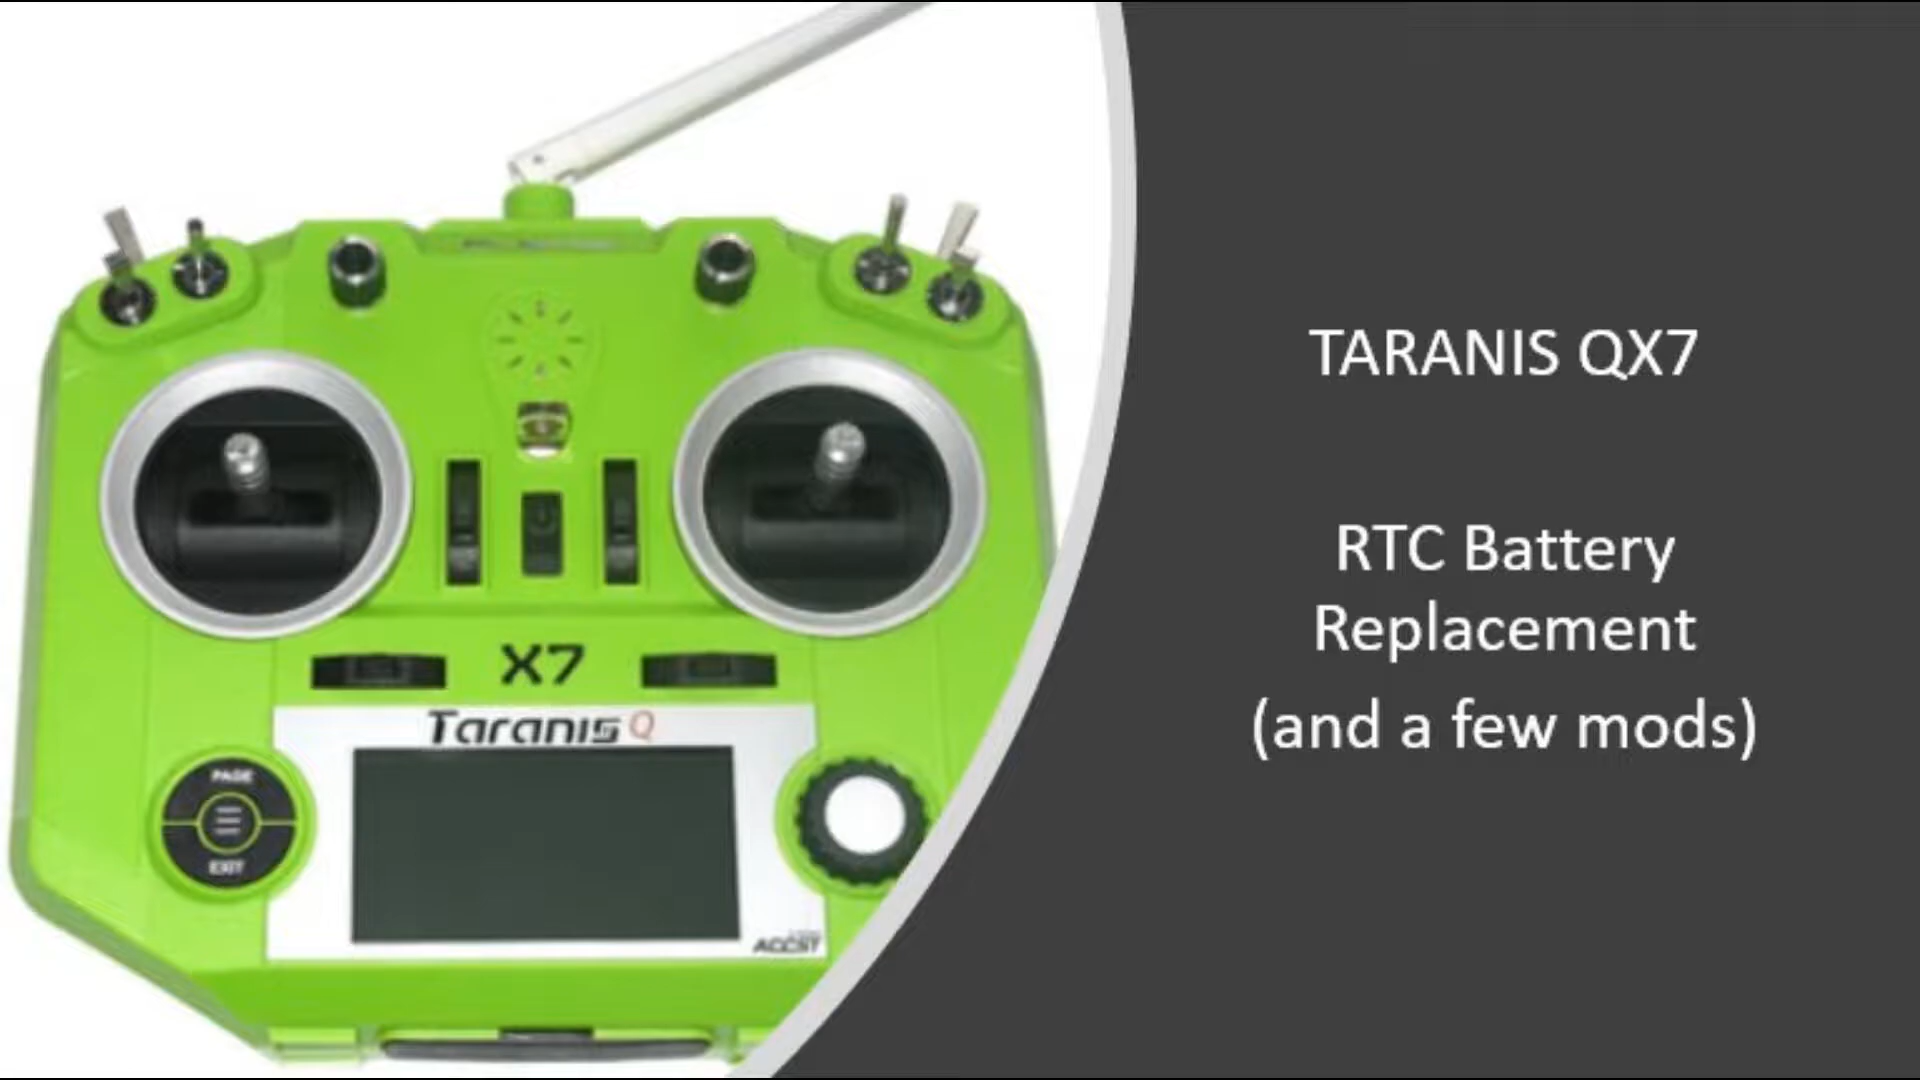 X7
Taranis Q
PAGE
EXIT
ACCST
TARANIS QX7
RTC Battery
Replacement
(and a few mods)